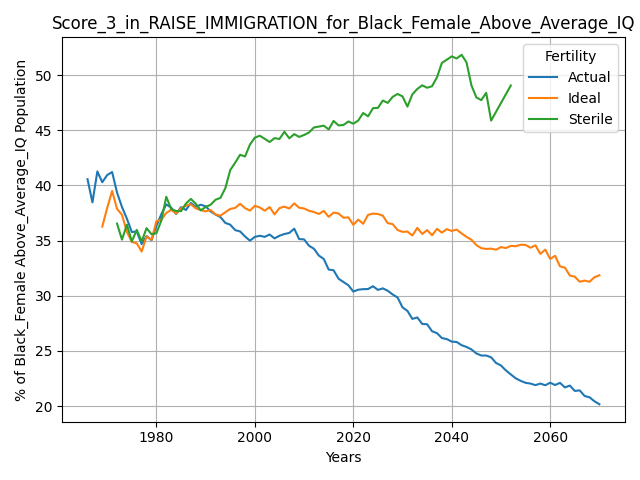 Score_3_in_RAISE_IMMIGRATION_for_Black_Female_Above_Average_IQ
% of Black_Female Above_Average_IQ Population
50
45
40
35
30
25
20
Fertility
Actual
Ideal
Sterile
1980
2000
2020
2040
2060
Years